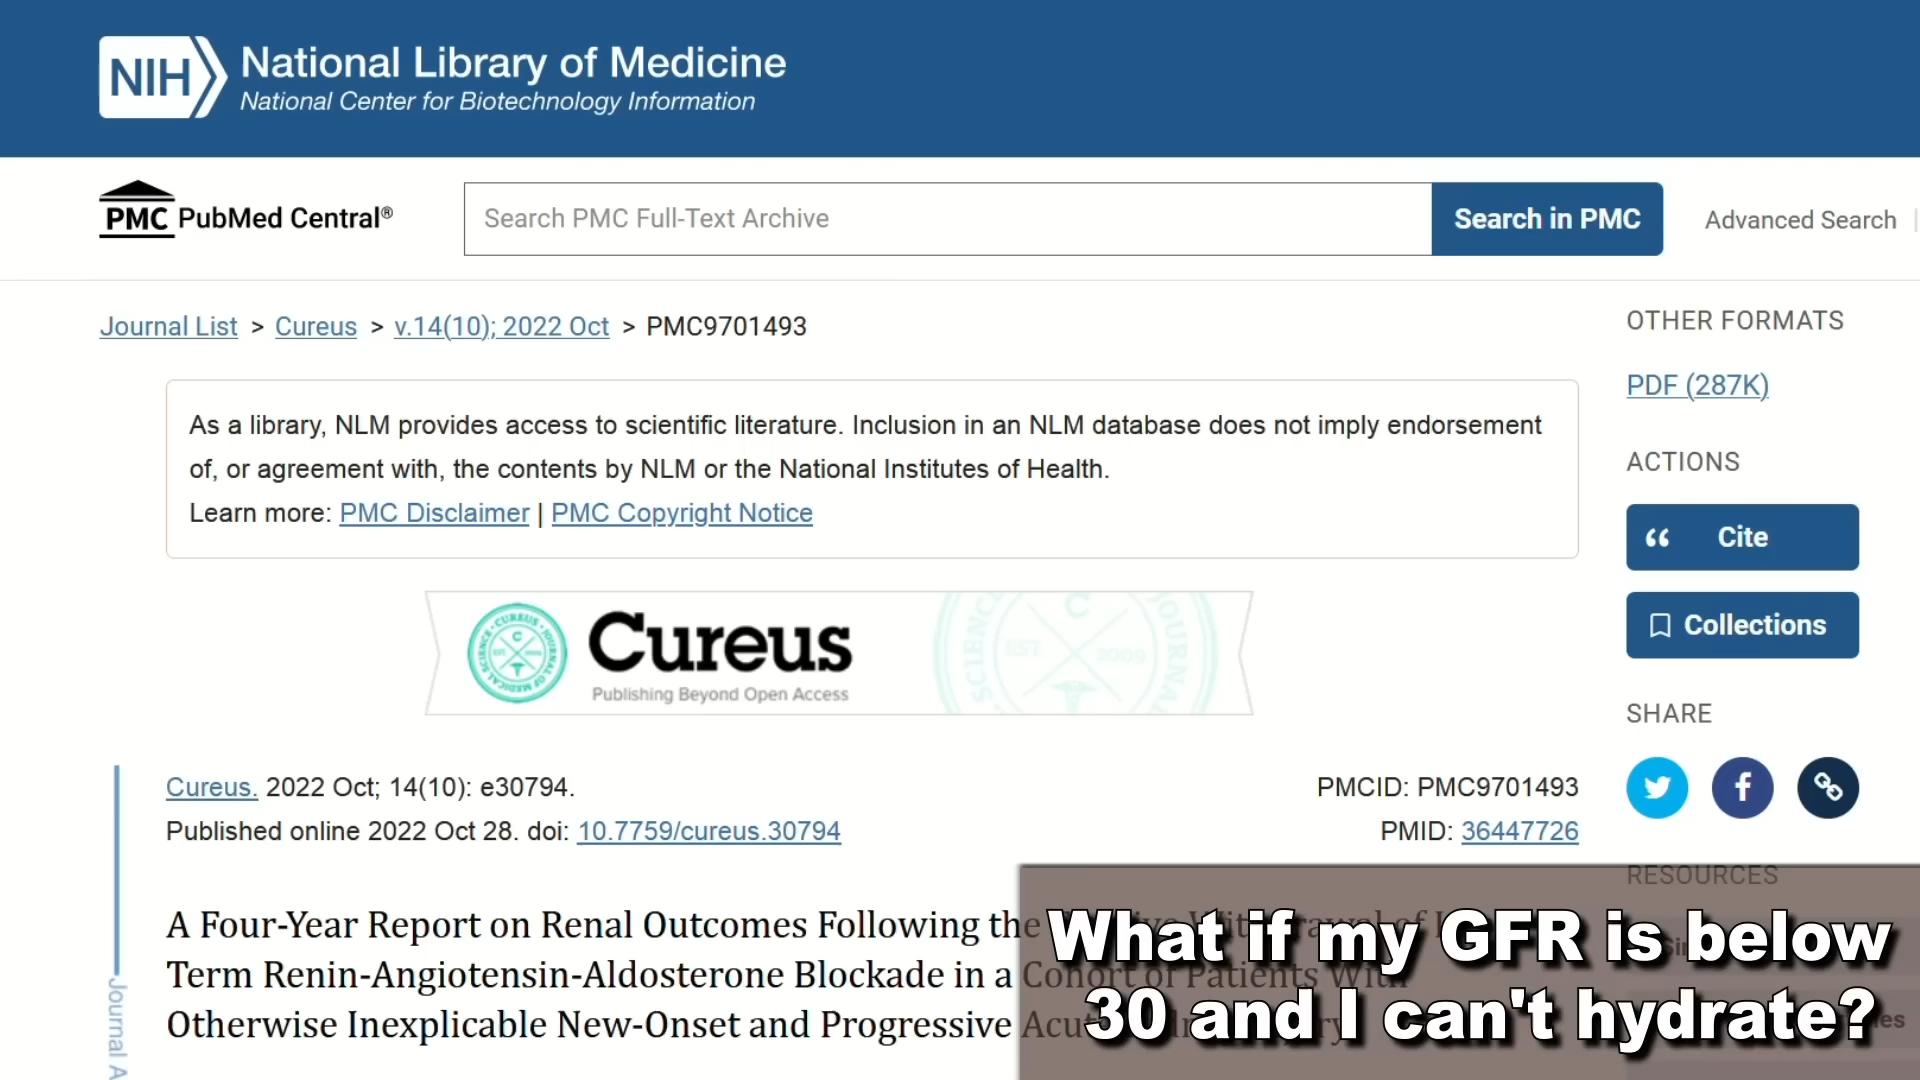 NIH National Library of Medicine
National Center for Biotechnology Information
PMC PubMed Central®
Search PMC Full-Text Archive
Search in PMC
Advanced Search
Journal List > Cureus > v.14(10); 2022 Oct > PMC9701493
As a library, NLM provides access to scientific literature. Inclusion in an NLM database does not imply endorsement
of, or agreement with, the contents by NLM or the National Institutes of Health.
Learn more: PMC Disclaimer | PMC Copyright Notice
Cureus
Publishing Beyond Open Access
EST 2009
Cureus. 2022 Oct; 14(10): e30794.
Published online 2022 Oct 28. doi: 10.7759/cureus.30794
PMCID: PMC9701493
PMID: 36447726
A Four-Year Report on Renal Outcomes Following the
Term Renin-Angiotensin-Aldosterone Blockade in a Cohort of Patients With
Otherwise Inexplicable New-Onset and Progressive
Journal A
OTHER FORMATS
PDF (287K)
ACTIONS
Cite
Collections
SHARE
RESOURCES
What if my GFR is below
30 and I can't hydrate?